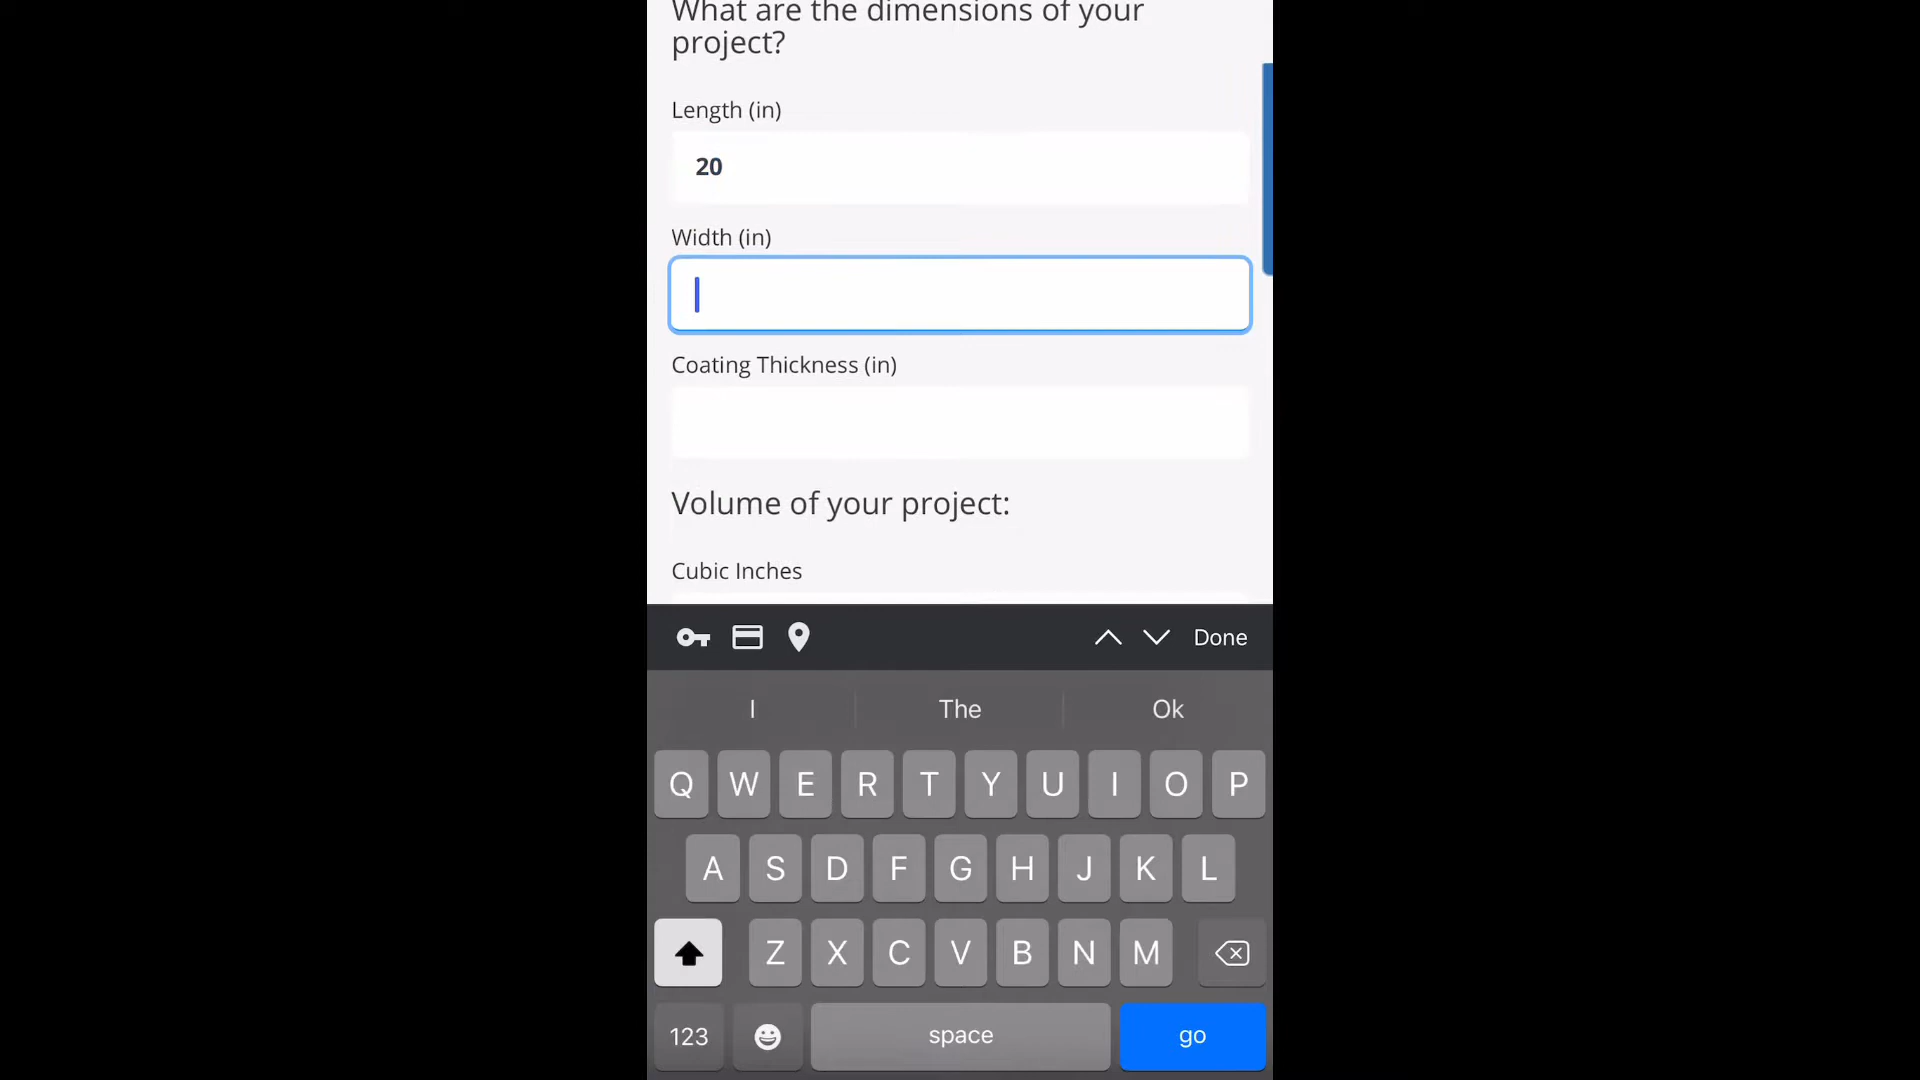 What are the dimensions of your
project?
Length (in)
20
Width (in)
Coating Thickness (in)
Volume of your project:
Cubic Inches
Done
I The Ok
Q W E R T Y U I O P
A S D F G H J K L
Z X C V B N M
123 space go